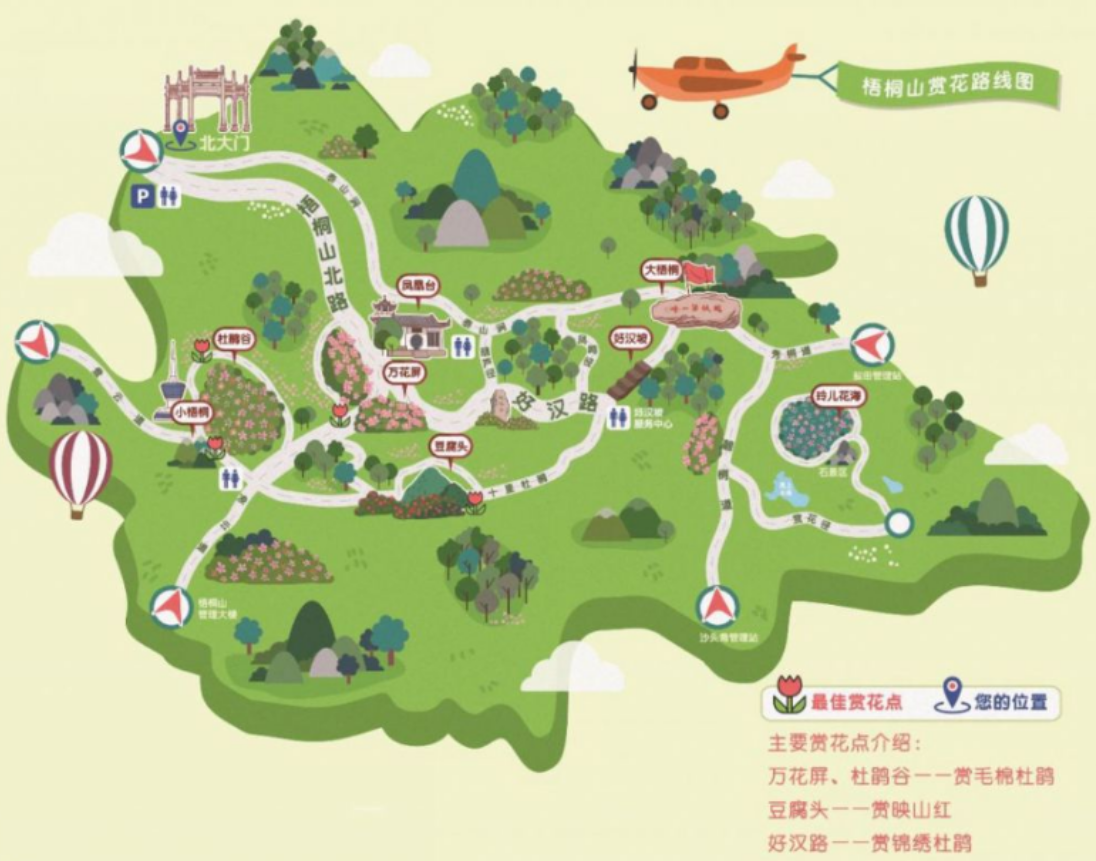 梧桐山赏花路线图
北大门
P
泰山涧
梧桐山北路
凤凰台
大梧桐
泰山涧
好汉坡
杜鹃谷
万花屏
好汉路
好汉坡
服务中心
秀桐道
盐田管理站
玲儿花海
小梧桐
豆腐头
十里杜鹃
石景区
赏花径
梧桐山
管理大楼
沙头角管理站
最佳赏花点
您的位置
主要赏花点介绍：
万花屏、杜鹃谷——赏毛棉杜鹃
豆腐头——赏映山红
好汉路——赏锦绣杜鹃